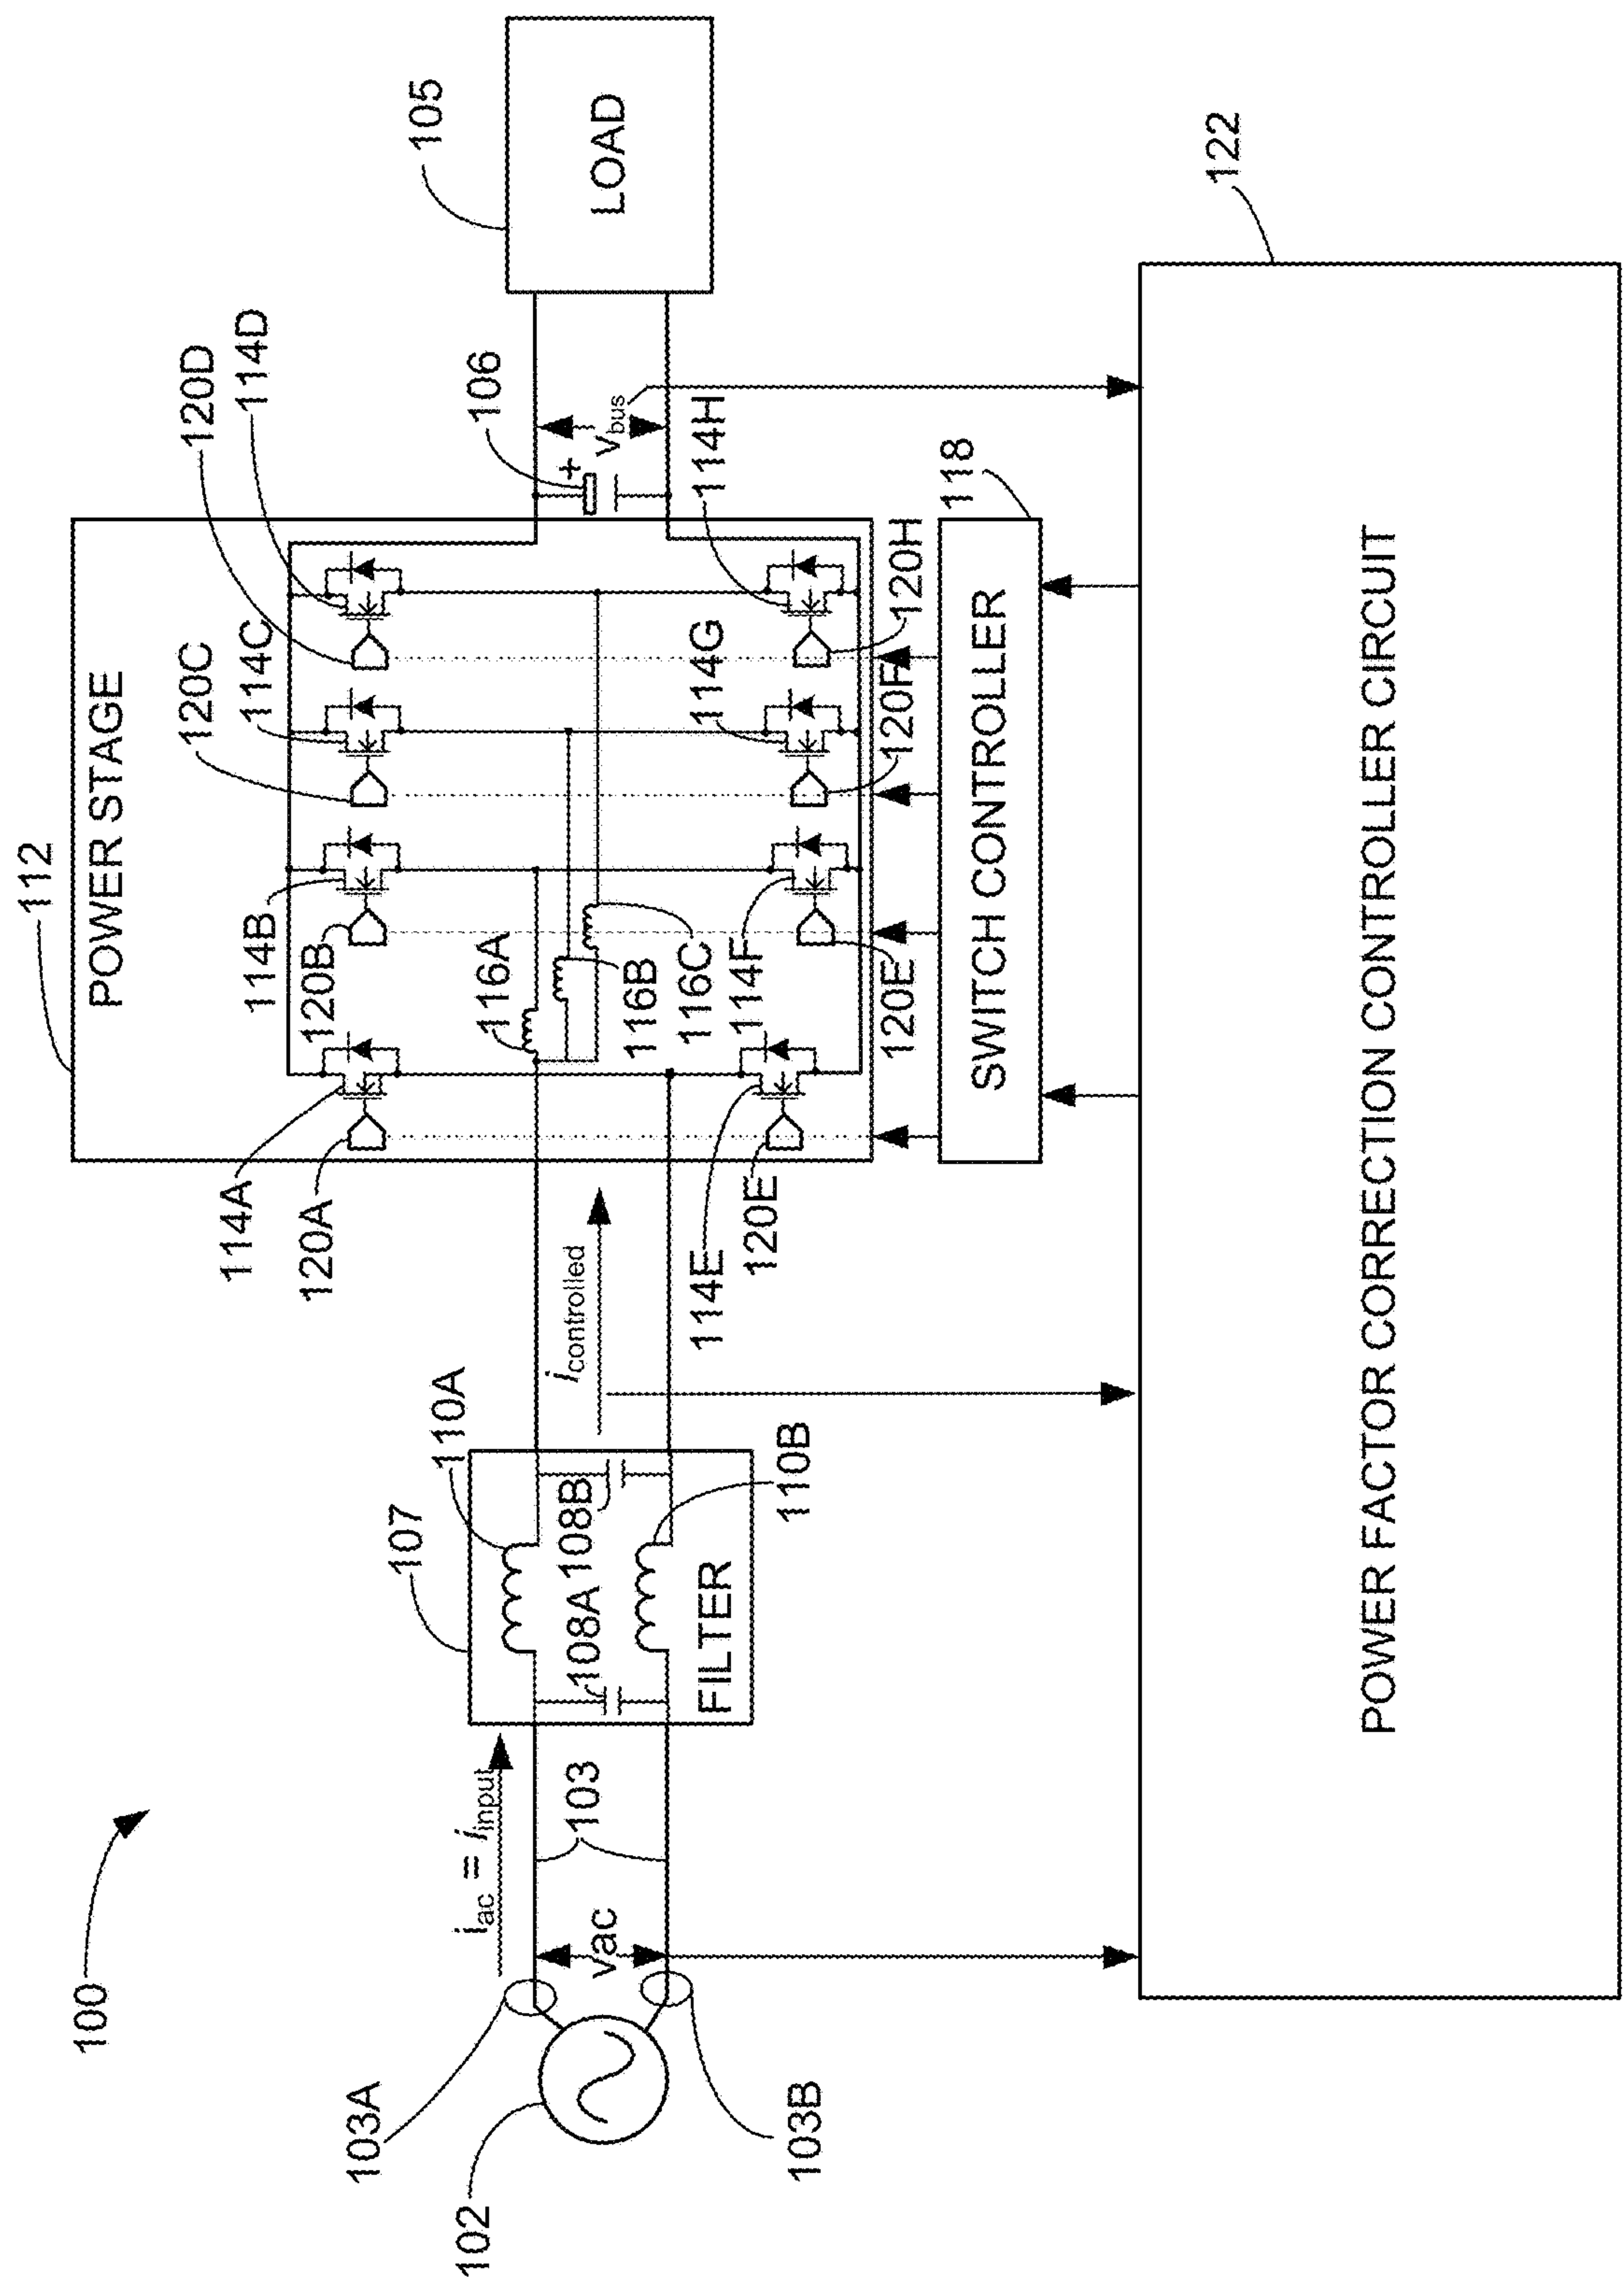 100
112
POWER STAGE
120D
114D
120C
114C
114B
120B
114A
120A
105
LOAD
106
+
vbus
116A
116B
116C
114F
114G
114H
120E
120F
120H
114E
120E
118
SWITCH CONTROLLER
107
110A
108A
108B
110B
FILTER
icontrolled
iac = iinput
103
vac
103A
103B
102
122
POWER FACTOR CORRECTION CONTROLLER CIRCUIT